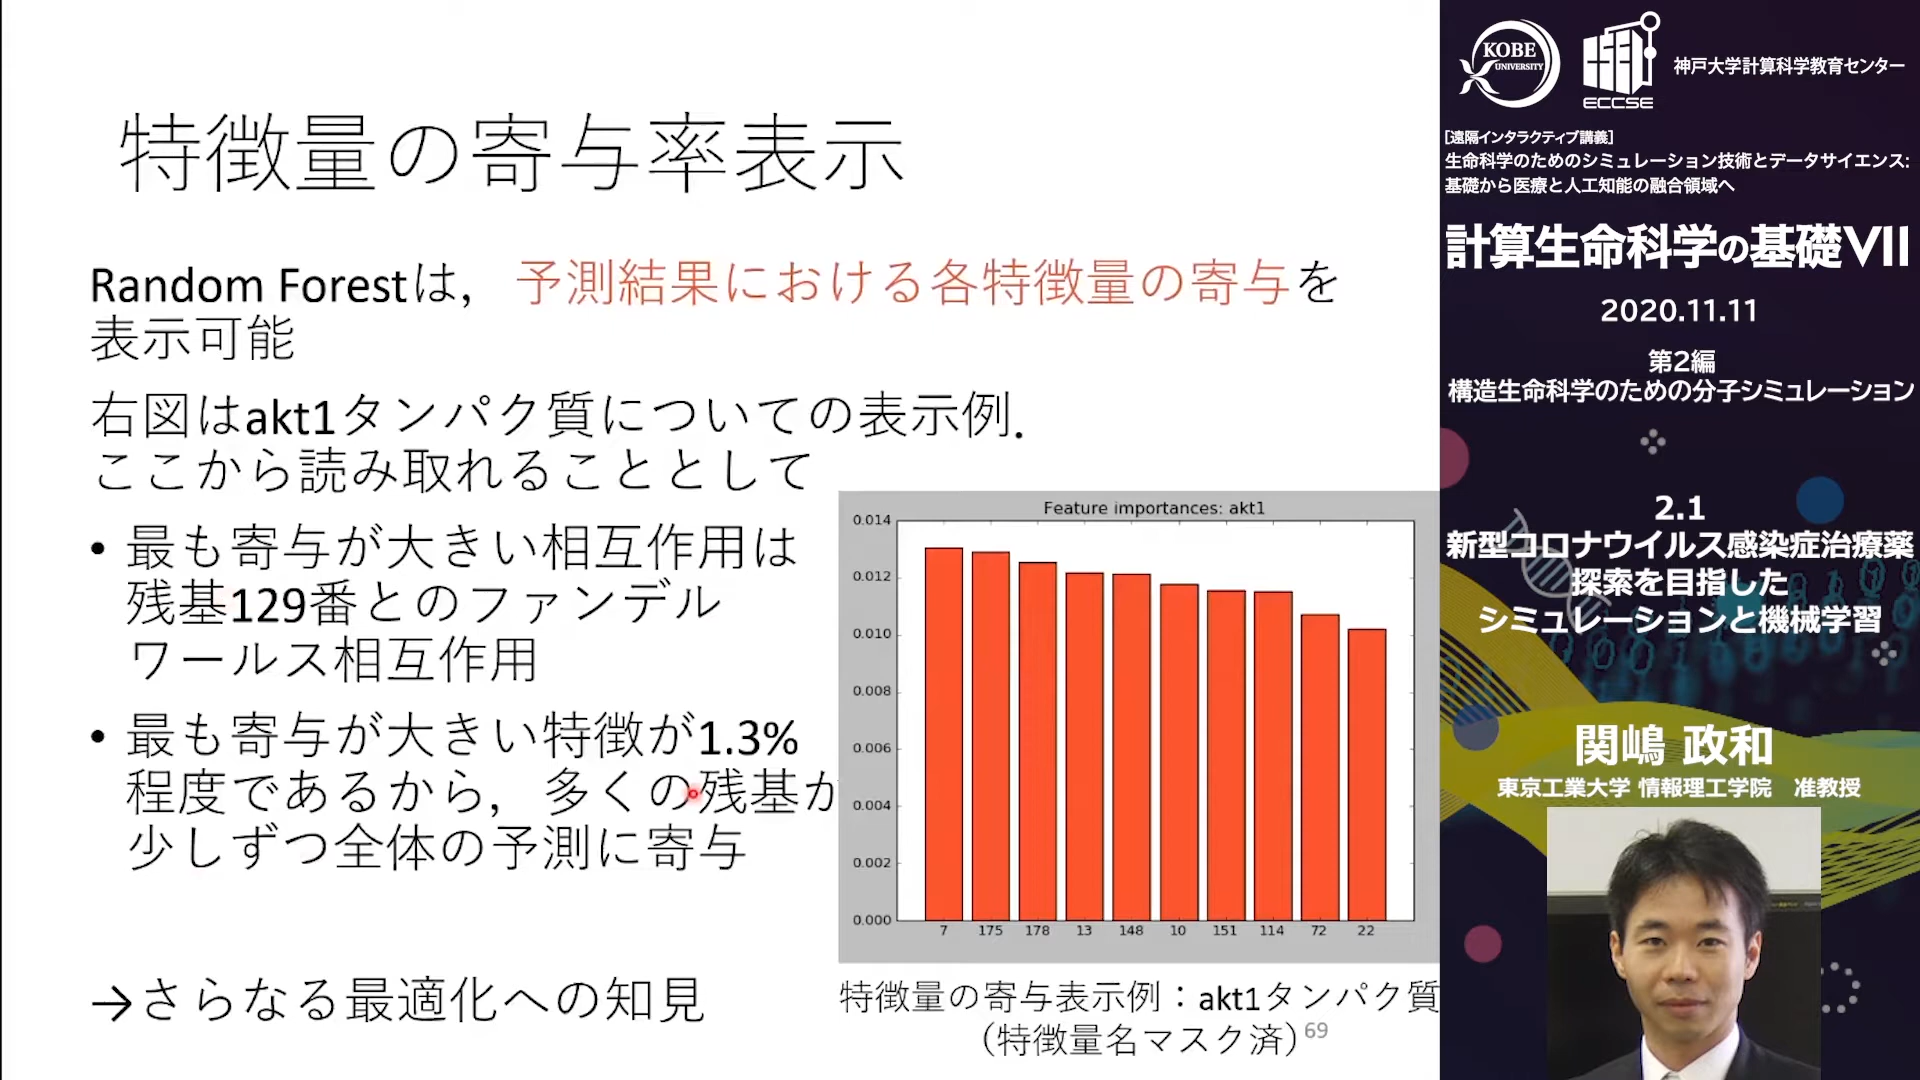 特徴量の寄与率表示
Random Forestは，予測結果における各特徴量の寄与を
表示可能
右図はakt1タンパク質についての表示例．
ここから読み取れることとして
• 最も寄与が大きい相互作用は
残基129番とのファンデル
ワールス相互作用
• 最も寄与が大きい特徴が1.3%
程度であるから，多くの残基が
少しずつ全体の予測に寄与
→さらなる最適化への知見
Feature importances: akt1
0.014
0.012
0.010
0.008
0.006
0.004
0.002
0.000
7 175 178 13 148 10 151 114 72 22
特徴量の寄与表示例：akt1タンパク質
（特徴量名マスク済）
69
KOBE
UNIVERSITY
ECCSE
神戸大学計算科学教育センター
［遠隔インタラクティブ講義］
生命科学のためのシミュレーション技術とデータサイエンス:
基礎から医療と人工知能の融合領域へ
計算生命科学の基礎VII
2020.11.11
第2編
構造生命科学のための分子シミュレーション
2.1
新型コロナウイルス感染症治療薬
探索を目指した
シミュレーションと機械学習
関嶋 政和
東京工業大学 情報理工学院　准教授